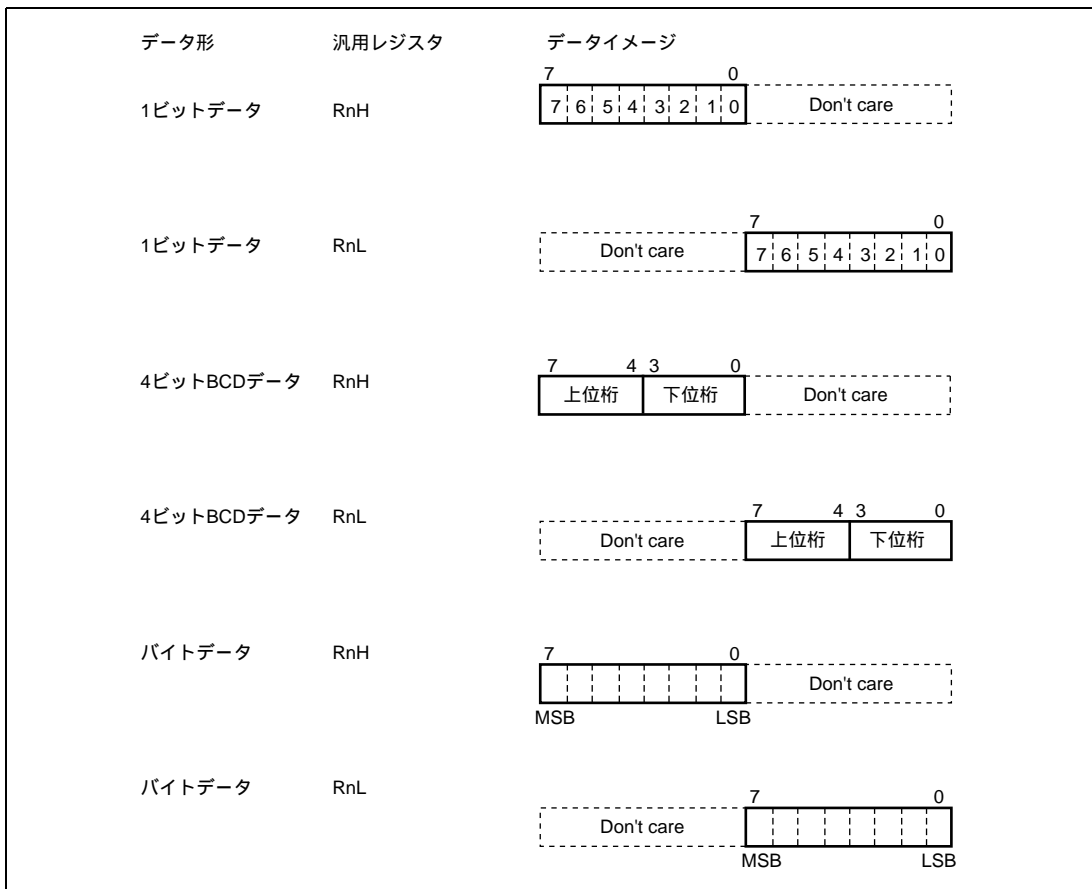 データ形 汎用レジスタ データイメージ
7 0
1ビットデータ RnH 7 6 5 4 3 2 1 0 Don't care
7 0
1ビットデータ RnL Don't care 7 6 5 4 3 2 1 0
7 4 3 0
4ビットBCDデータ RnH 上位桁 下位桁 Don't care
7 4 3 0
4ビットBCDデータ RnL Don't care 上位桁 下位桁
7 0
バイトデータ RnH Don't care
MSB LSB
7 0
バイトデータ RnL Don't care
MSB LSB